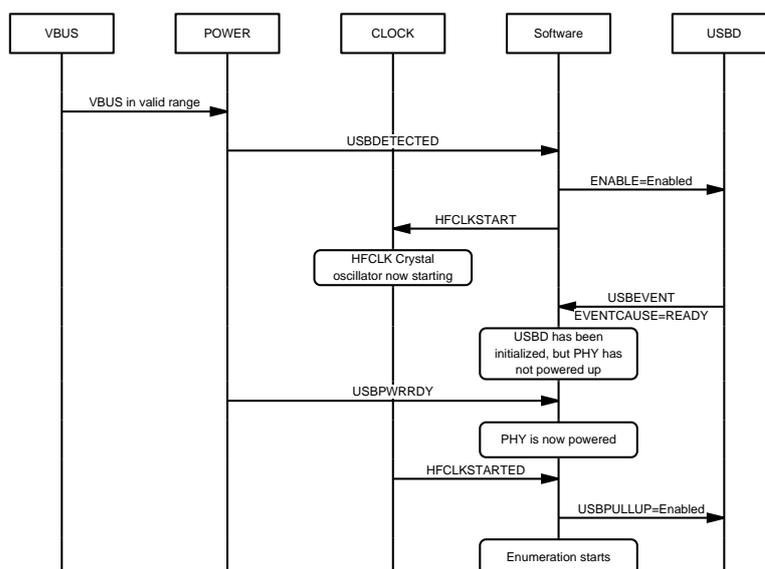 VBUS
POWER
CLOCK
Software
USBD
VBUS in valid range
USBDETECTED
ENABLE=Enabled
HFCLKSTART
HFCLK Crystal
oscillator now starting
USBEVENT
EVENTCAUSE=READY
USBD has been
initialized, but PHY has
not powered up
USBPWRRDY
PHY is now powered
HFCLKSTARTED
USBPULLUP=Enabled
Enumeration starts